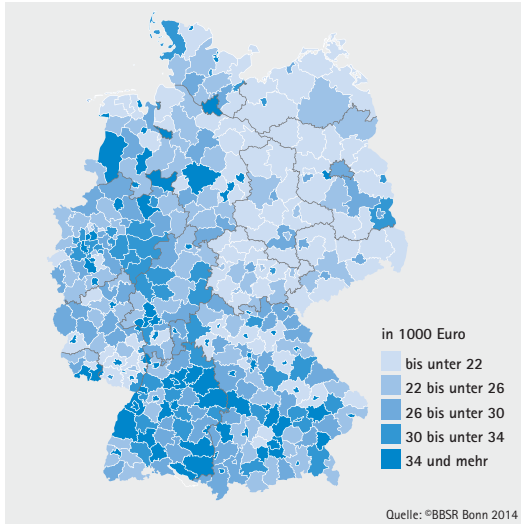 in 1000 Euro
bis unter 22
22 bis unter 26
26 bis unter 30
30 bis unter 34
34 und mehr
Quelle: ©BBSR Bonn 2014